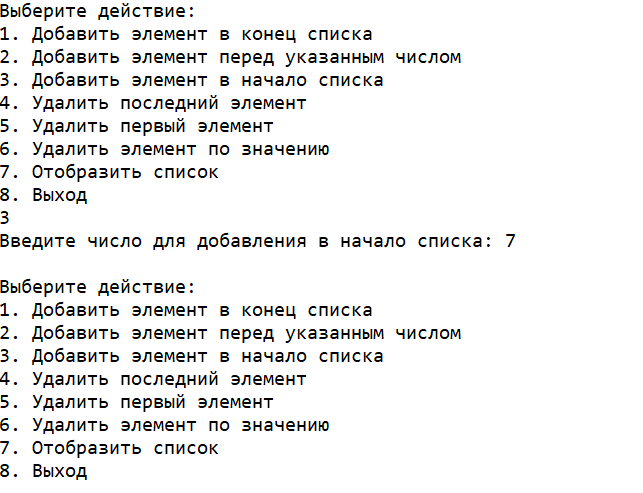 Выберите действие:
1. Добавить элемент в конец списка
2. Добавить элемент перед указанным числом
3. Добавить элемент в начало списка
4. Удалить последний элемент
5. Удалить первый элемент
6. Удалить элемент по значению
7. Отобразить список
8. Выход
3
Введите число для добавления в начало списка: 7

Выберите действие:
1. Добавить элемент в конец списка
2. Добавить элемент перед указанным числом
3. Добавить элемент в начало списка
4. Удалить последний элемент
5. Удалить первый элемент
6. Удалить элемент по значению
7. Отобразить список
8. Выход